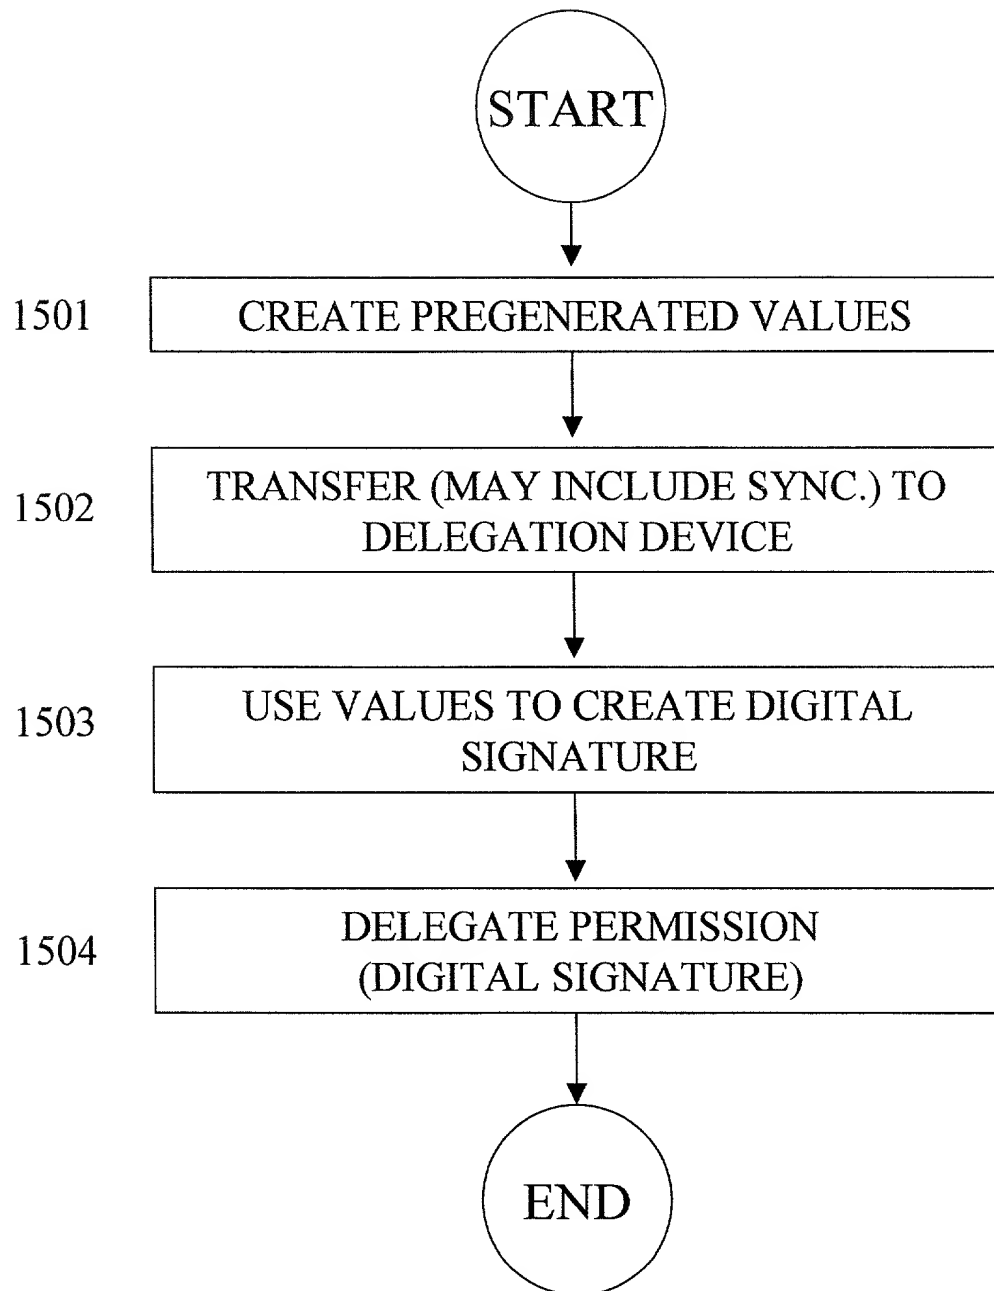 START
1501
CREATE PREGENERATED VALUES
1502
TRANSFER (MAY INCLUDE SYNC.) TO
DELEGATION DEVICE
1503
USE VALUES TO CREATE DIGITAL
SIGNATURE
1504
DELEGATE PERMISSION
(DIGITAL SIGNATURE)
END